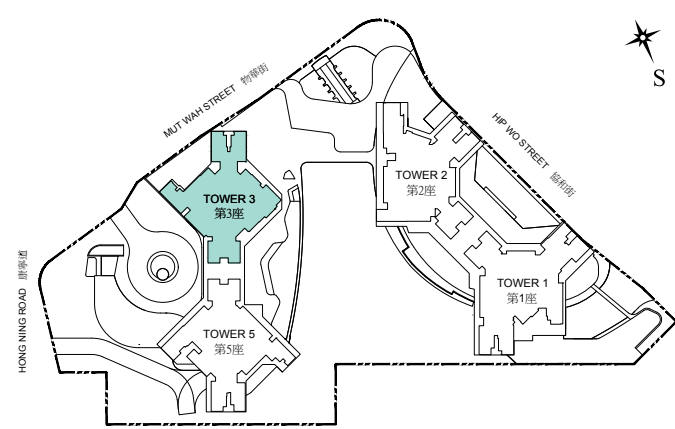 MUT WAH STREET 物華街
S
HIP WO STREET 協和街
TOWER 2
第2座
TOWER 3
第3座
HONG NING ROAD 康寧道
TOWER 1
第1座
TOWER 5
第5座